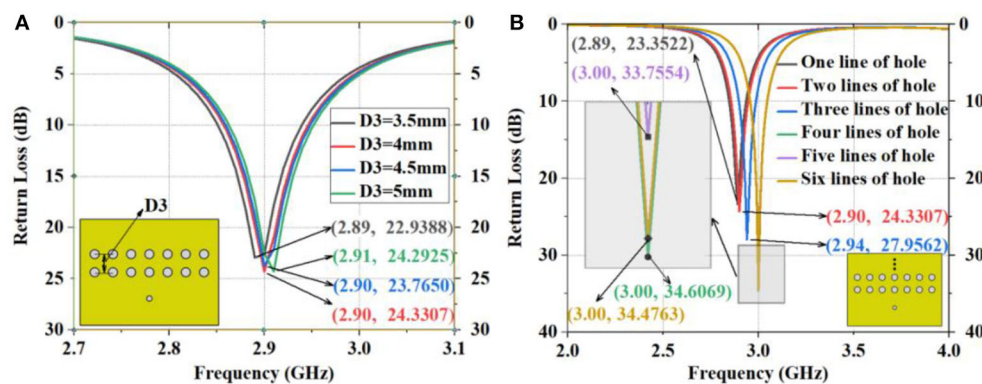 A
Return Loss (dB)
0
5
10
15
20
25
30
0
5
10
15
20
25
30
D3=3.5mm
D3=4mm
D3=4.5mm
D3=5mm
D3
(2.89, 22.9388)
(2.91, 24.2925)
(2.90, 23.7650)
(2.90, 24.3307)
2.7
2.8
2.9
3.0
3.1
Frequency (GHz)
B
Return Loss (dB)
0
10
20
30
40
0
10
20
30
40
(2.89, 23.3522)
(3.00, 33.7554)
One line of hole
Two lines of hole
Three lines of hole
Four lines of hole
Five lines of hole
Six lines of hole
(2.90, 24.3307)
(2.94, 27.9562)
(3.00, 34.6069)
(3.00, 34.4763)
2.0
2.5
3.0
3.5
4.0
Frequency (GHz)